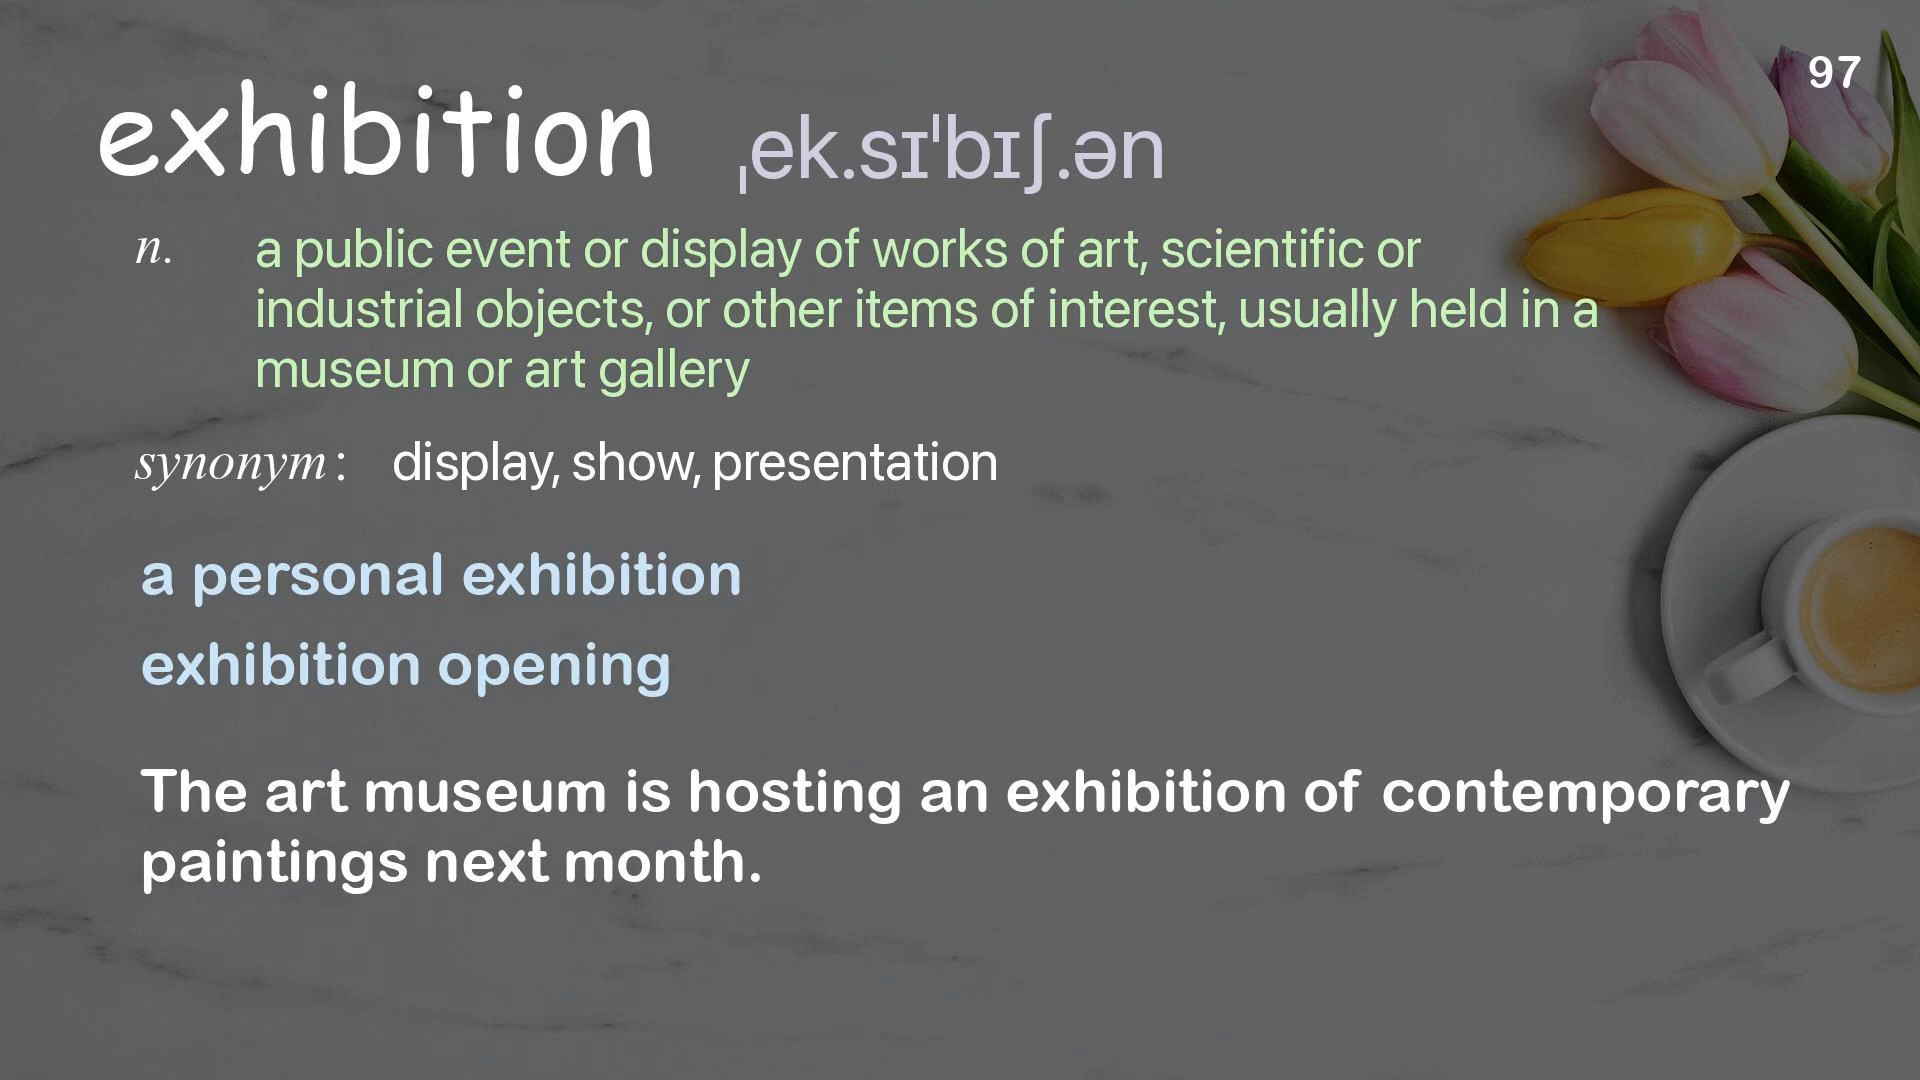 97
exhibition ˌek.sɪˈbɪʃ.ən
n. a public event or display of works of art, scientific or
industrial objects, or other items of interest, usually held in a
museum or art gallery
synonym: display, show, presentation
a personal exhibition
exhibition opening
The art museum is hosting an exhibition of contemporary
paintings next month.